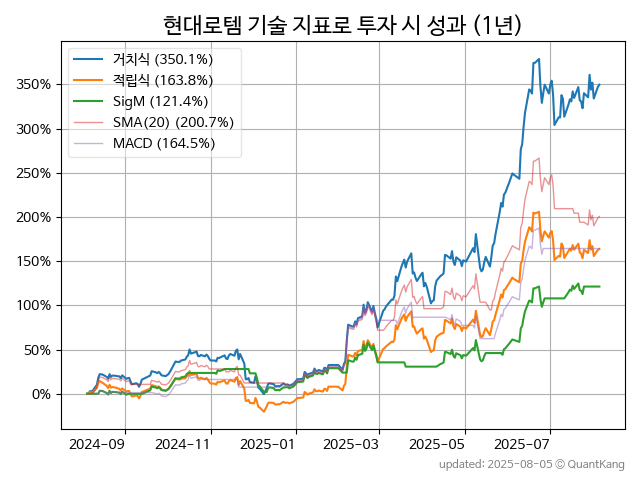 현대로템 기술 지표로 투자 시 성과 (1년)
거치식 (350.1%)
적립식 (163.8%)
SigM (121.4%)
SMA(20) (200.7%)
MACD (164.5%)
350%
300%
250%
200%
150%
100%
50%
0%
2024-09 2024-11 2025-01 2025-03 2025-05 2025-07
updated: 2025-08-05 © QuantKang